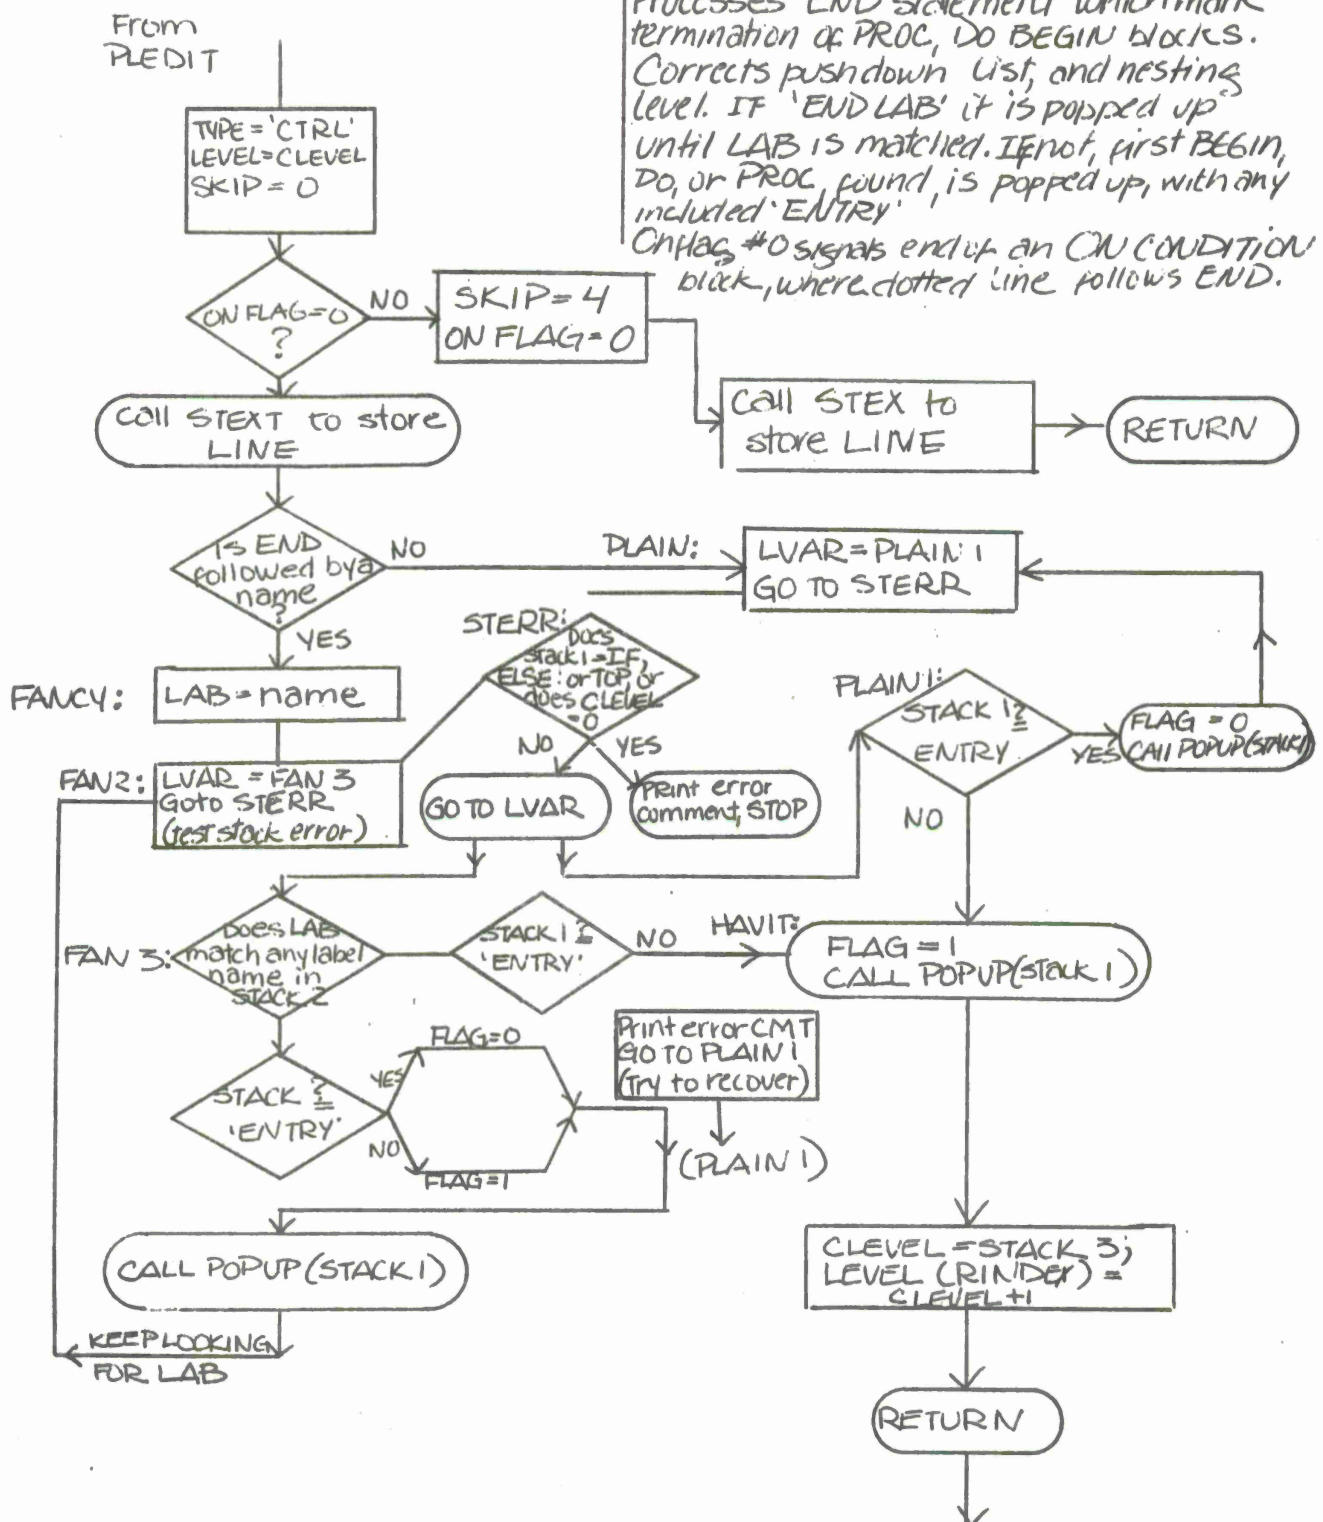 From
PLEDIT
Processes END statement which mark
termination of PROC, DO BEGIN blocks.
Corrects pushdown list, and nesting
level. IF 'END LAB' it is popped up
until LAB is matched. If not, first BEGIN,
DO, or PROC, found, is popped up, with any
included 'ENTRY'
Onflag #0 signals end of an ON CONDITION
block, where dotted line follows END.
TYPE='CTRL'
LEVEL=CLEVEL
SKIP=0
ON FLAG=0
?
NO
SKIP=4
ON FLAG=0
Call STEXT to store
LINE
Call STEX to
store LINE
RETURN
is END
followed by a
name
?
NO
YES
PLAIN:
LVAR=PLAIN 1
GO TO STERR
FANCY:
LAB=name
STERR:
Does
stack 1=IF,
ELSE: or TOP, or
does CLEVEL
=0
NO
YES
PLAIN 1:
STACK 1 ?=
ENTRY
YES
NO
FLAG = 0
CALL POPUP(STACK1)
FAN2:
LVAR = FAN 3
Goto STERR
(test stack error)
GO TO LVAR
Print error
comment, STOP
FAN 3:
Does LAB
match any label
name in
STACK 2
STACK 1 ?=
'ENTRY'
NO
HAVIT:
FLAG =1
CALL POPUP(stack 1)
STACK ?=
'ENTRY'
YES
NO
FLAG=0
FLAG=1
Print error CMT
GO TO PLAIN 1
(Try to recover)
(PLAIN 1)
CALL POPUP (STACK 1)
KEEP LOOKING
FOR LAB
CLEVEL =STACK 3;
LEVEL (RINDEX) =
CLEVEL+1
RETURN